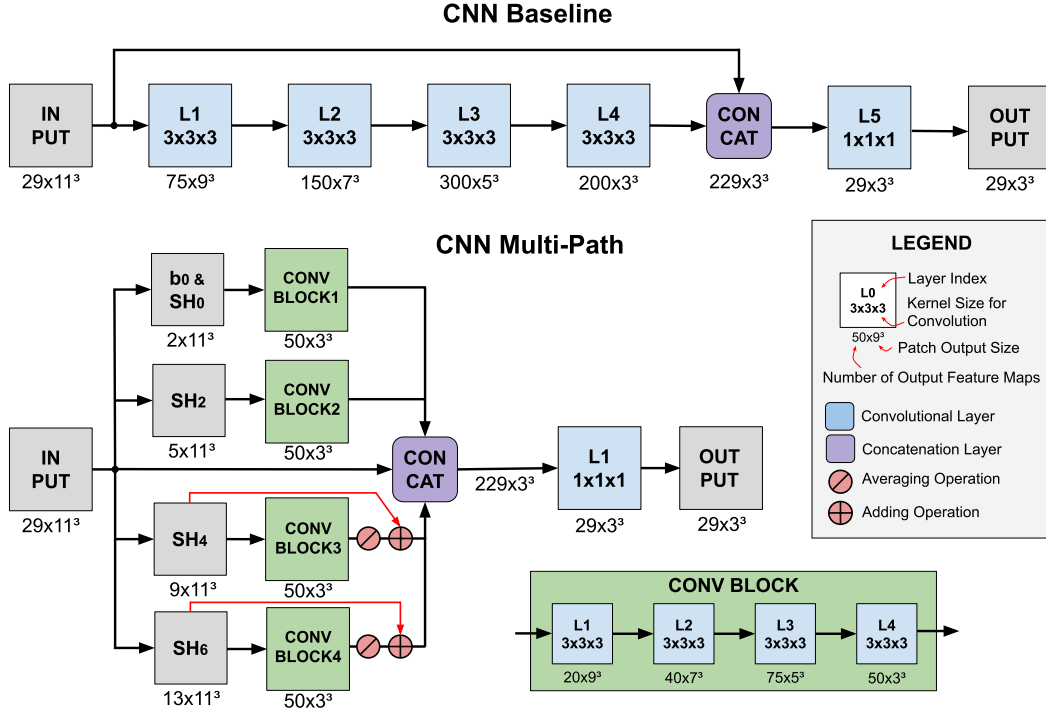 CNN Baseline
IN
PUT
29x11³
L1
3x3x3
75x9³
L2
3x3x3
150x7³
L3
3x3x3
300x5³
L4
3x3x3
200x3³
CON
CAT
229x3³
L5
1x1x1
29x3³
OUT
PUT
29x3³
CNN Multi-Path
IN
PUT
29x11³
b0 &
SH0
2x11³
CONV
BLOCK1
50x3³
SH2
5x11³
CONV
BLOCK2
50x3³
SH4
9x11³
CONV
BLOCK3
50x3³
SH6
13x11³
CONV
BLOCK4
50x3³
CON
CAT
229x3³
L1
1x1x1
29x3³
OUT
PUT
29x3³
LEGEND
L0
3x3x3
50x9³
Layer Index
Kernel Size for
Convolution
Patch Output Size
Number of Output Feature Maps
Convolutional Layer
Concatenation Layer
Averaging Operation
Adding Operation
CONV BLOCK
L1
3x3x3
20x9³
L2
3x3x3
40x7³
L3
3x3x3
75x5³
L4
3x3x3
50x3³